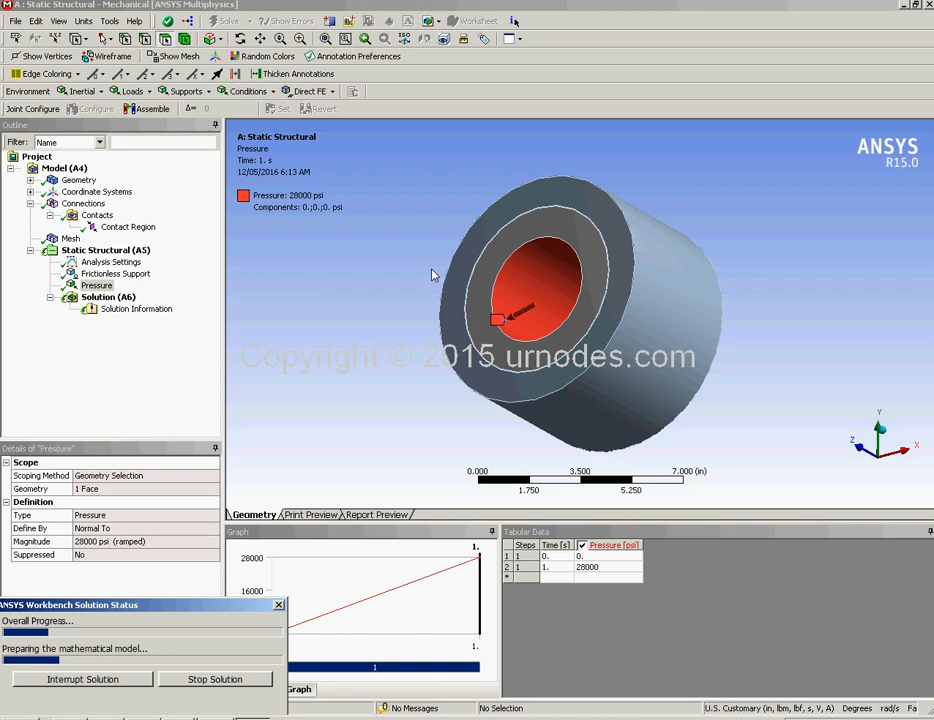 A : Static Structural - Mechanical [ANSYS Multiphysics]
File Edit View Units Tools Help Solve ?/Show Errors Worksheet
Show Vertices Wireframe Show Mesh Random Colors Annotation Preferences
Edge Coloring Thicken Annotations
Environment Inertial Loads Supports Conditions Direct FE
Joint Configure Configure Assemble Δ= 0 Set Revert
Outline
Filter: Name
Project
Model (A4)
Geometry
Coordinate Systems
Connections
Contacts
Contact Region
Mesh
Static Structural (A5)
Analysis Settings
Frictionless Support
Pressure
Solution (A6)
Solution Information
A: Static Structural
Pressure
Time: 1. s
12/05/2016 6:13 AM
Pressure: 28000 psi
Components: 0.;0.;0. psi
ANSYS
R15.0
Copyright © 2015 urnodes.com
Y
Z
X
0.000 3.500 7.000 (in)
1.750 5.250
Geometry Print Preview Report Preview
Details of "Pressure"
Scope
Scoping Method Geometry Selection
Geometry 1 Face
Definition
Type Pressure
Define By Normal To
Magnitude 28000 psi (ramped)
Suppressed No
Graph
1.
28000
16000
1.
1
Graph
Tabular Data
Steps Time [s] Pressure [psi]
1 1 0. 0.
2 1 1. 28000
*
ANSYS Workbench Solution Status
Overall Progress...
Preparing the mathematical model...
Interrupt Solution Stop Solution
No Messages No Selection U.S. Customary (in, lbm, lbf, s, V, A) Degrees rad/s Fa